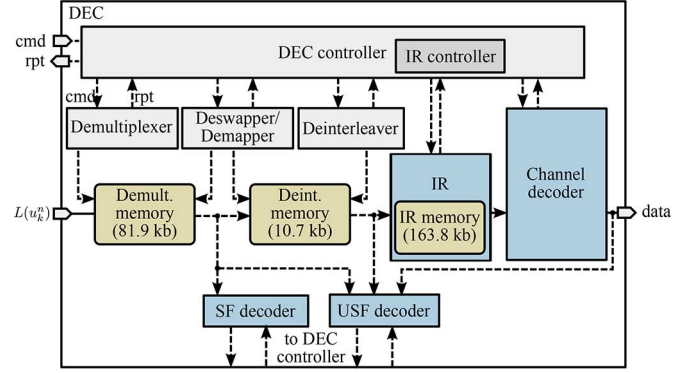 DEC
cmd
rpt
DEC controller
IR controller
cmd
rpt
Demultiplexer
Deswapper/
Demapper
Deinterleaver
Channel
decoder
IR
Demult.
memory
(81.9 kb)
Deint.
memory
(10.7 kb)
IR memory
(163.8 kb)
L(uₖⁿ)
data
SF decoder
USF decoder
to DEC
controller